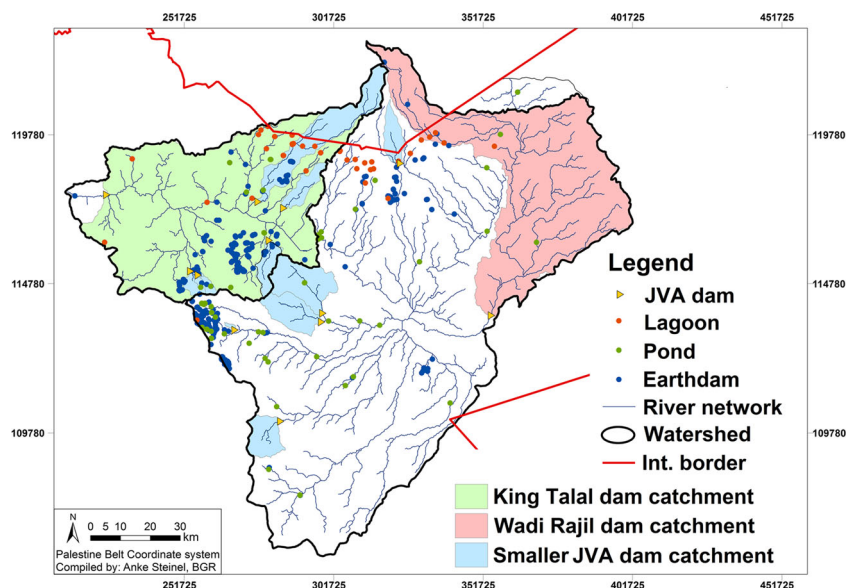 251725 301725 351725 401725 451725
119780 119780
114780 114780
109780 109780
Legend
JVA dam
Lagoon
Pond
Earthdam
River network
Watershed
Int. border
King Talal dam catchment
Wadi Rajil dam catchment
Smaller JVA dam catchment
N
0 5 10 20 30
km
Palestine Belt Coordinate system
Compiled by: Anke Steinel, BGR
251725 301725 351725 401725 451725